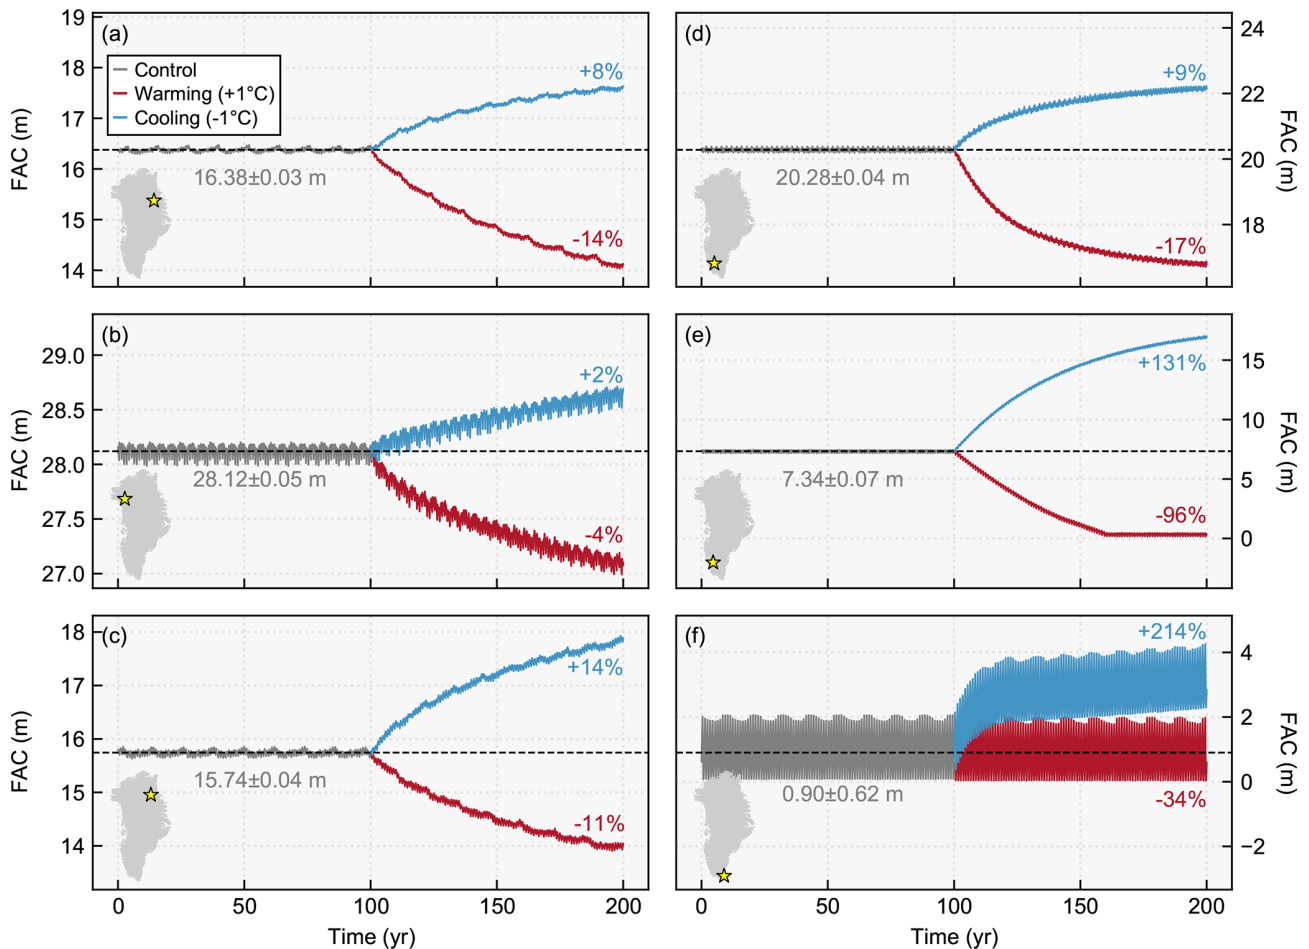 (a)
Control
Warming (+1°C)
Cooling (-1°C)
+8%
16.38±0.03 m
-14%
FAC (m)
19
18
17
16
15
14
(d)
+9%
20.28±0.04 m
-17%
24
22
20
18
FAC (m)
(b)
+2%
28.12±0.05 m
-4%
FAC (m)
29.0
28.5
28.0
27.5
27.0
(e)
+131%
7.34±0.07 m
-96%
15
10
5
0
FAC (m)
(c)
+14%
15.74±0.04 m
-11%
FAC (m)
18
17
16
15
14
0
50
100
150
200
Time (yr)
(f)
+214%
0.90±0.62 m
-34%
4
2
0
−2
FAC (m)
0
50
100
150
200
Time (yr)